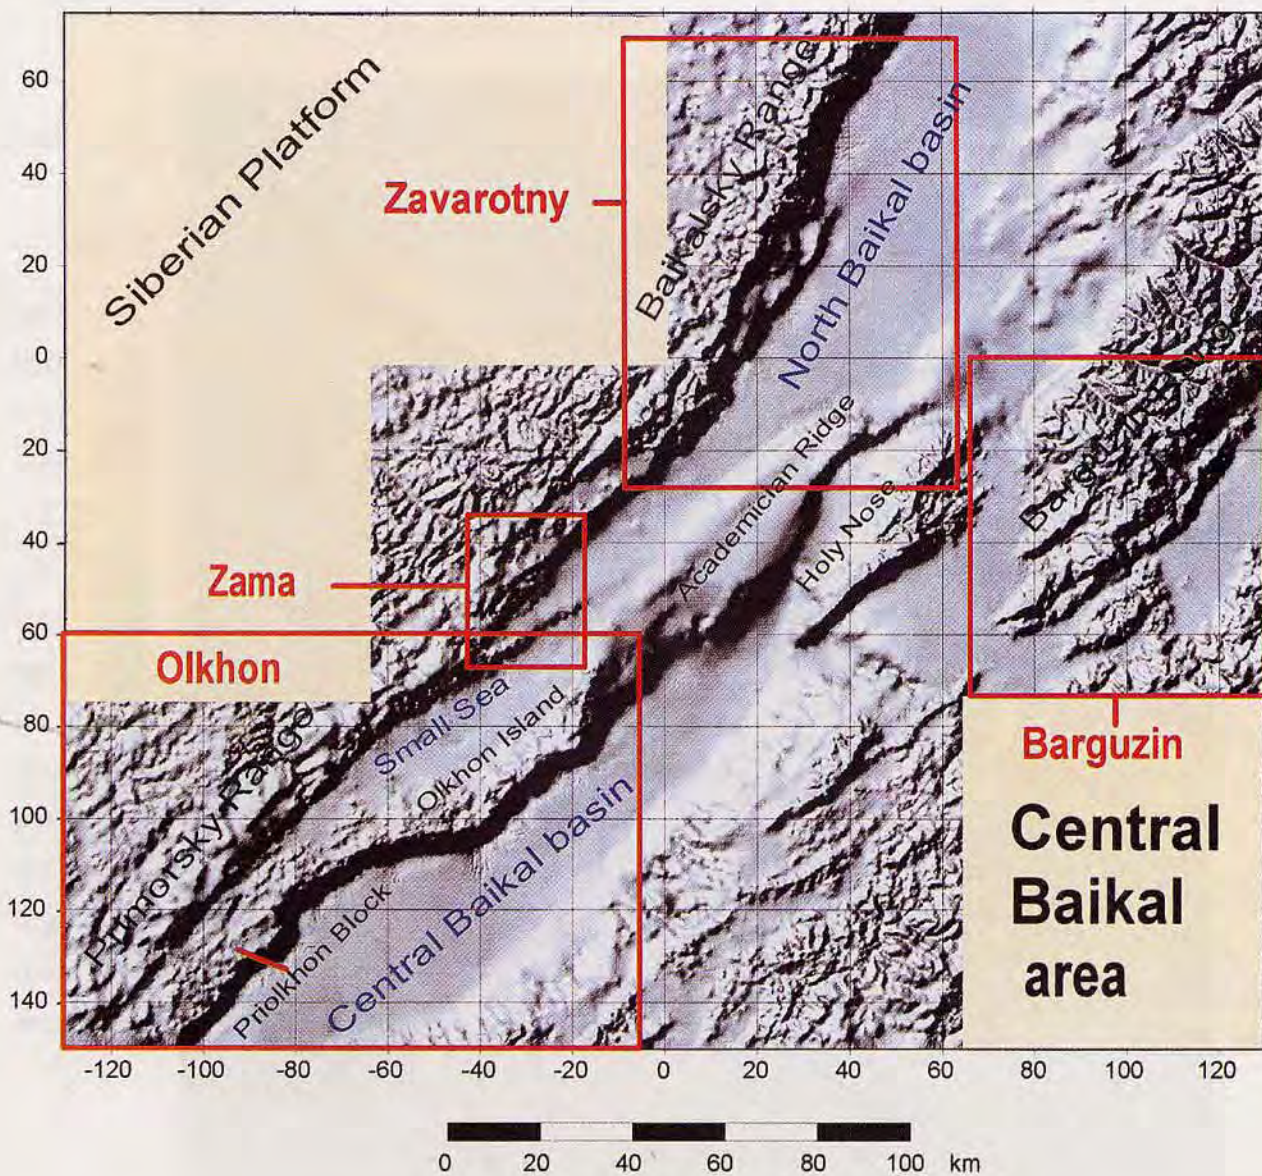 60
40
20
0
20
40
60
80
100
120
140
Siberian Platform
Zavarotny
Baikalsky Range
North Baikal basin
Academician Ridge
Holy Nose
Zama
Olkhon
Small Sea
Olkhon Island
Primorsky Range
Central Baikal basin
Priolkhon Block
Barguzin
Central
Baikal
area
-120
-100
-80
-60
-40
-20
0
20
40
60
80
100
120
0
20
40
60
80
100
km